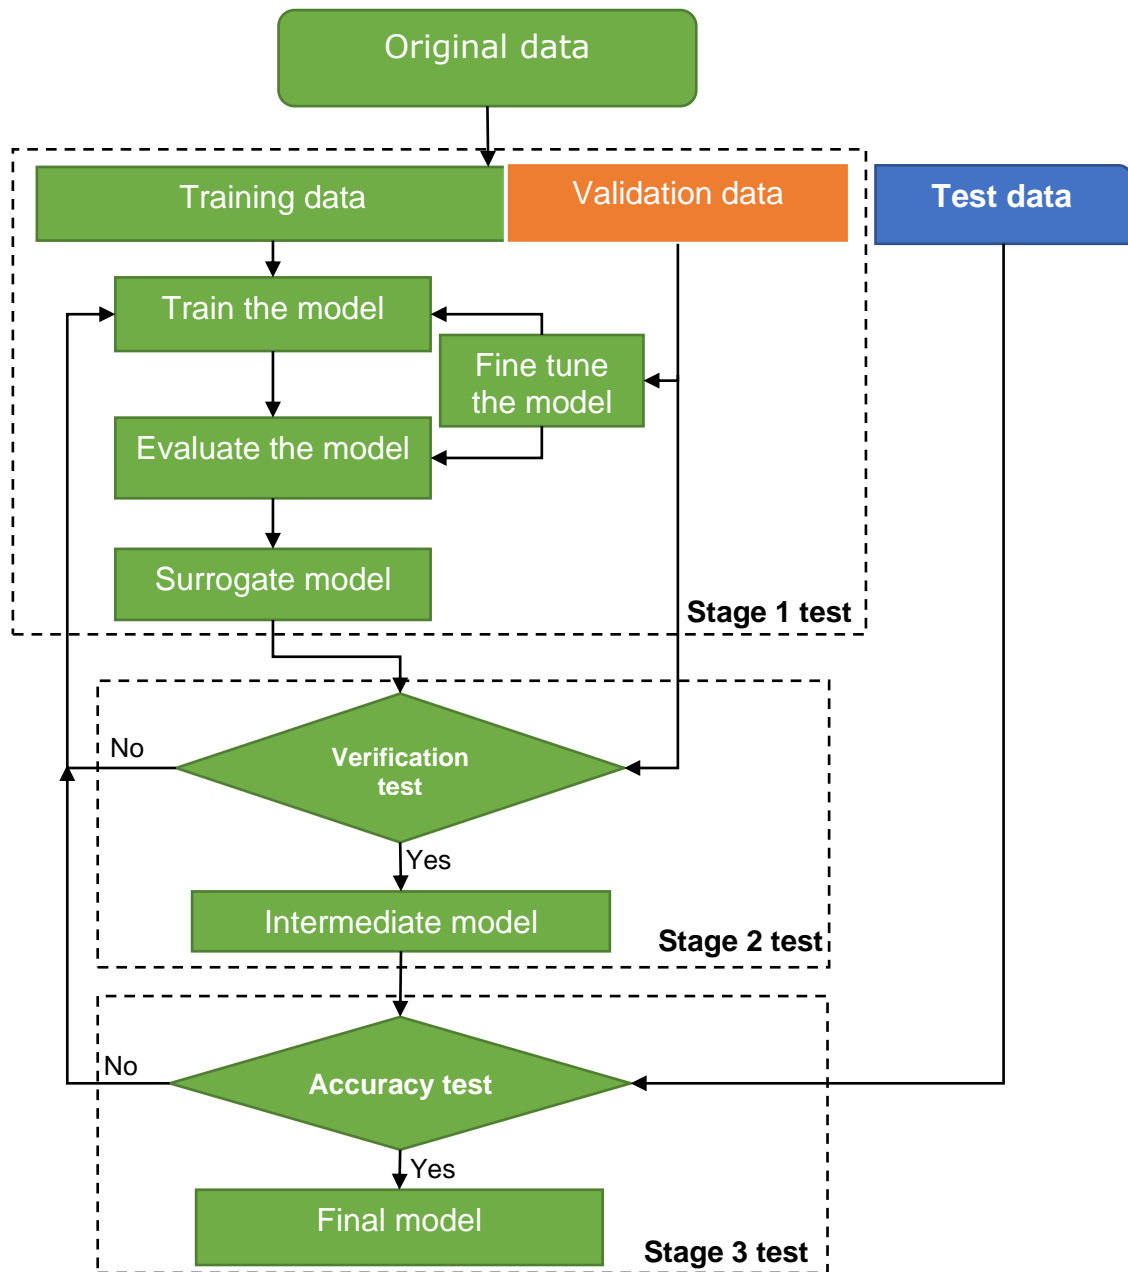 Original data
Training data
Validation data
Test data
Train the model
Fine tune
the model
Evaluate the model
Surrogate model
Stage 1 test
No
Verification
test
Yes
Intermediate model
Stage 2 test
No
Accuracy test
Yes
Final model
Stage 3 test